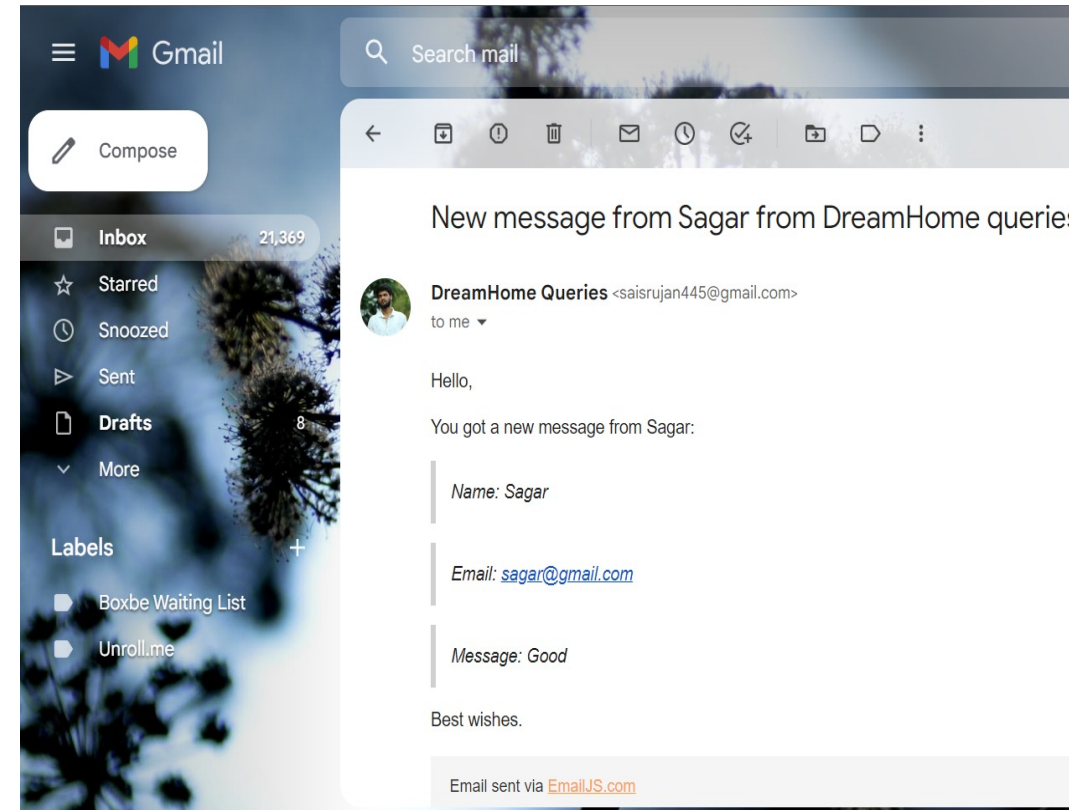 Gmail
Search mail
Compose
Inbox 21,369
Starred
Snoozed
Sent
Drafts 8
More
Labels +
Boxbe Waiting List
Unroll.me
New message from Sagar from DreamHome queries
DreamHome Queries <saisrujan445@gmail.com>
to me
Hello,
You got a new message from Sagar:
Name: Sagar
Email: sagar@gmail.com
Message: Good
Best wishes.
Email sent via EmailJS.com